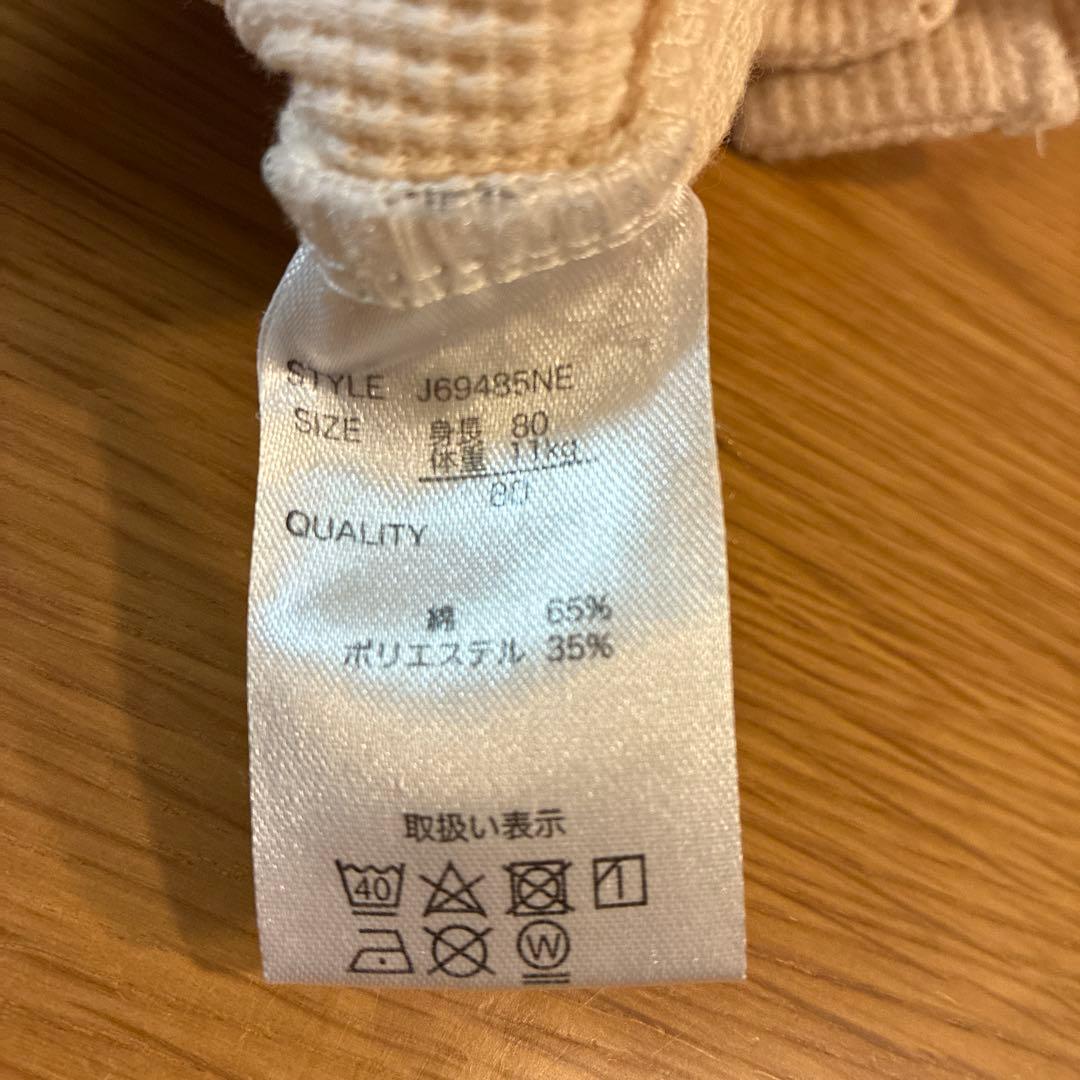 STYLE J69485NE
SIZE 身長 80
体重 11kg
80
QUALITY
綿 65%
ポリエステル 35%
取扱い表示
40
W